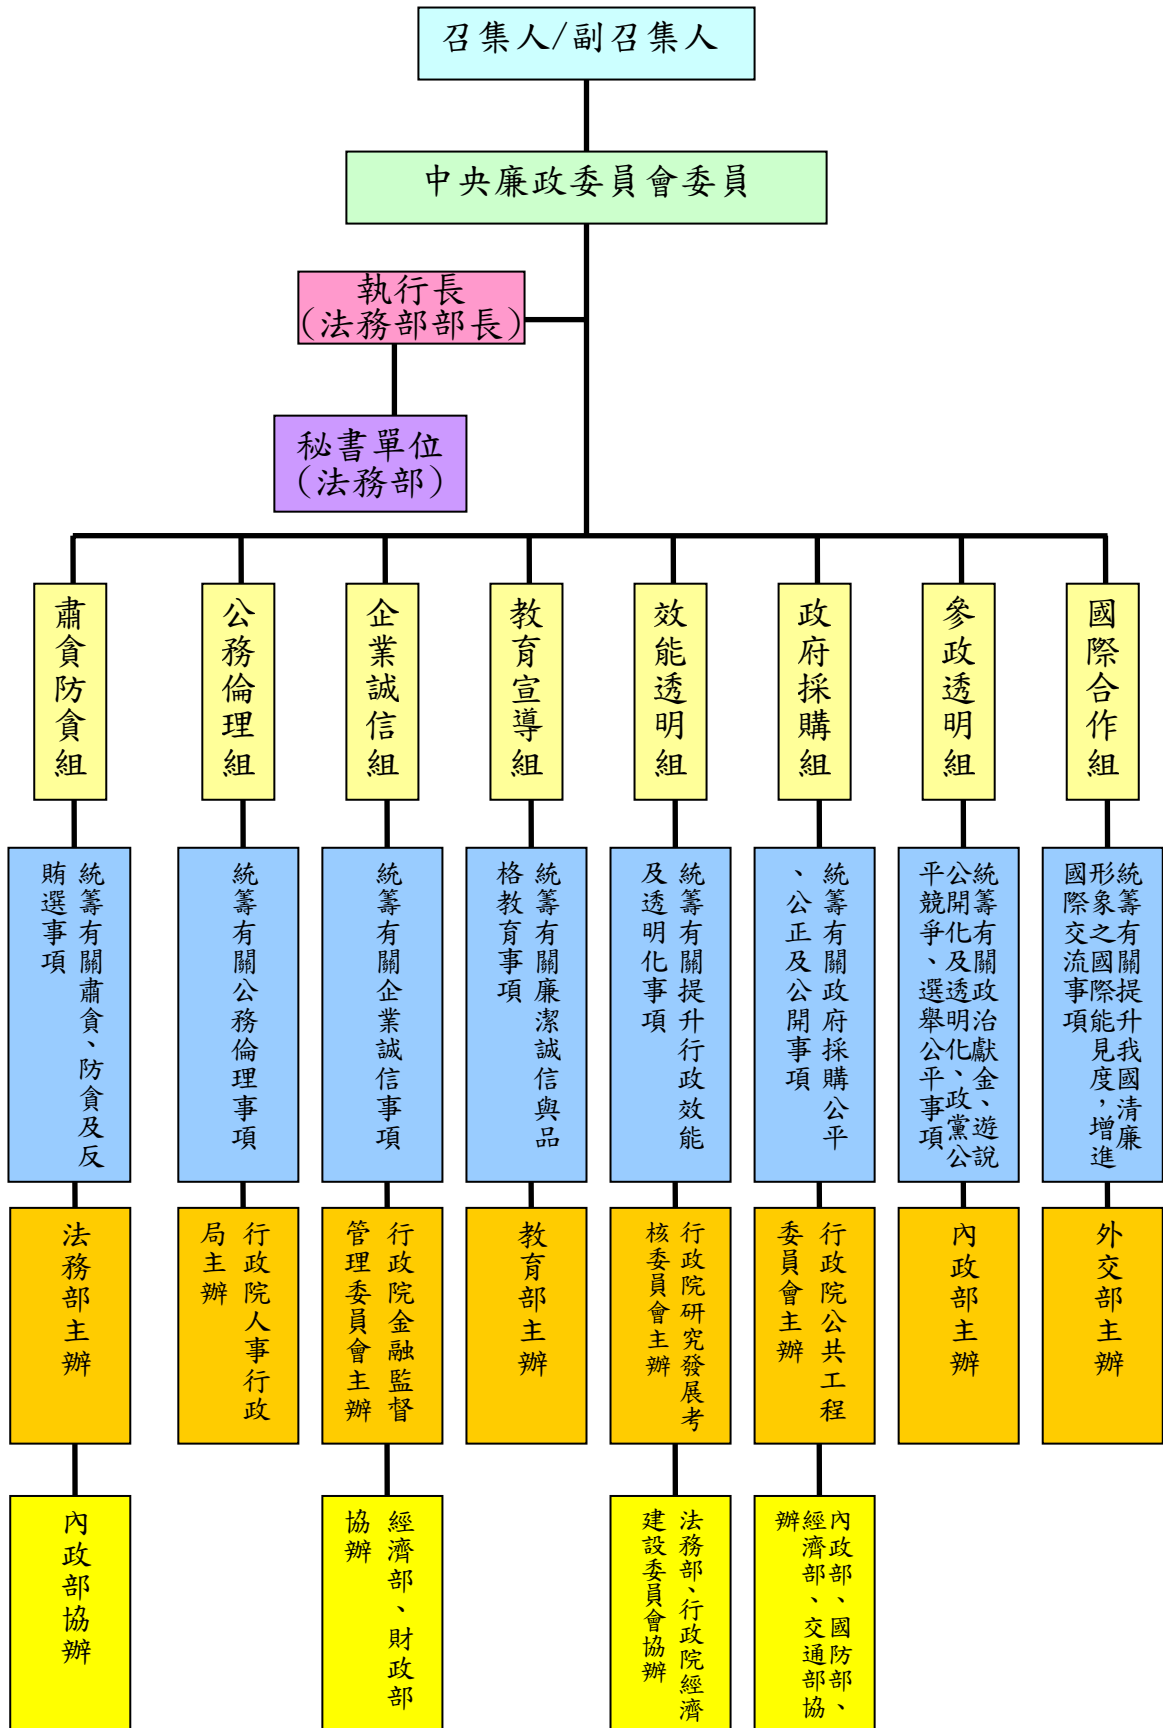 召集人/副召集人
中央廉政委員會委員
執行長
(法務部部長)
秘書單位
(法務部)
肅貪防貪組
公務倫理組
企業誠信組
教育宣導組
效能透明組
政府採購組
參政透明組
國際合作組
統籌有關肅貪、防貪及反
賄選事項
統籌有關公務倫理事項
統籌有關企業誠信事項
統籌有關廉潔誠信與品
格教育事項
統籌有關提升行政效能
及透明化事項
統籌有關政府採購公平
、公正及公開事項
統籌有關政治獻金、遊說
公開化及透明化、政黨公
平競爭、選舉公平事項
統籌有關提升我國清廉
形象之國際能見度，增進
國際交流事項
法務部主辦
行政院人事行政
局主辦
行政院金融監督
管理委員會主辦
教育部主辦
行政院研究發展考
核委員會主辦
行政院公共工程
委員會主辦
內政部主辦
外交部主辦
內政部協辦
經濟部、財政部
協辦
法務部、行政院經濟
建設委員會協辦
內政部、國防部、
經濟部、交通部協
辦